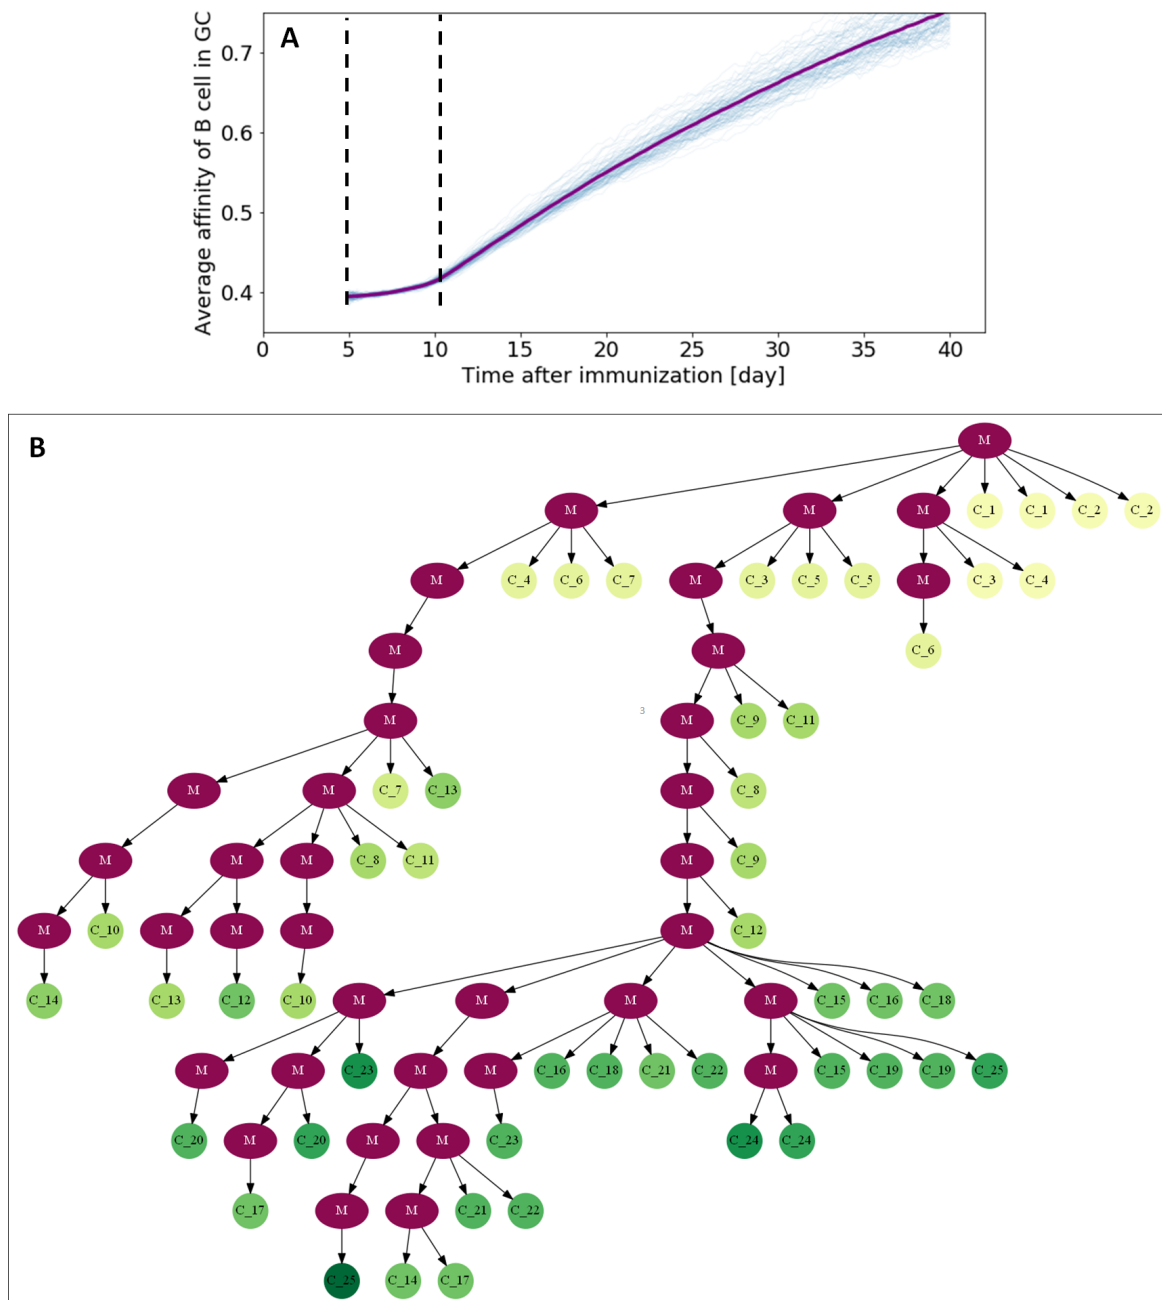 A
Average affinity of B cell in GC
0.7
0.6
0.5
0.4
0 5 10 15 20 25 30 35 40
Time after immunization [day]
B
M
M M M C_1 C_1 C_2 C_2
M C_4 C_6 C_7 M C_3 C_5 C_5 M C_3 C_4
M M C_6
M 3 M C_9 C_11
M M C_7 C_13 M C_8
M M M C_8 C_11 M C_9
M C_10 M M M M C_12
C_14 C_13 C_12 C_10 M M M M C_15 C_16 C_18
M M C_23 M M C_16 C_18 C_21 C_22 M C_15 C_19 C_19 C_25
C_20 M C_20 M M C_23 C_24 C_24
C_17 M M C_21 C_22
C_25 C_14 C_17